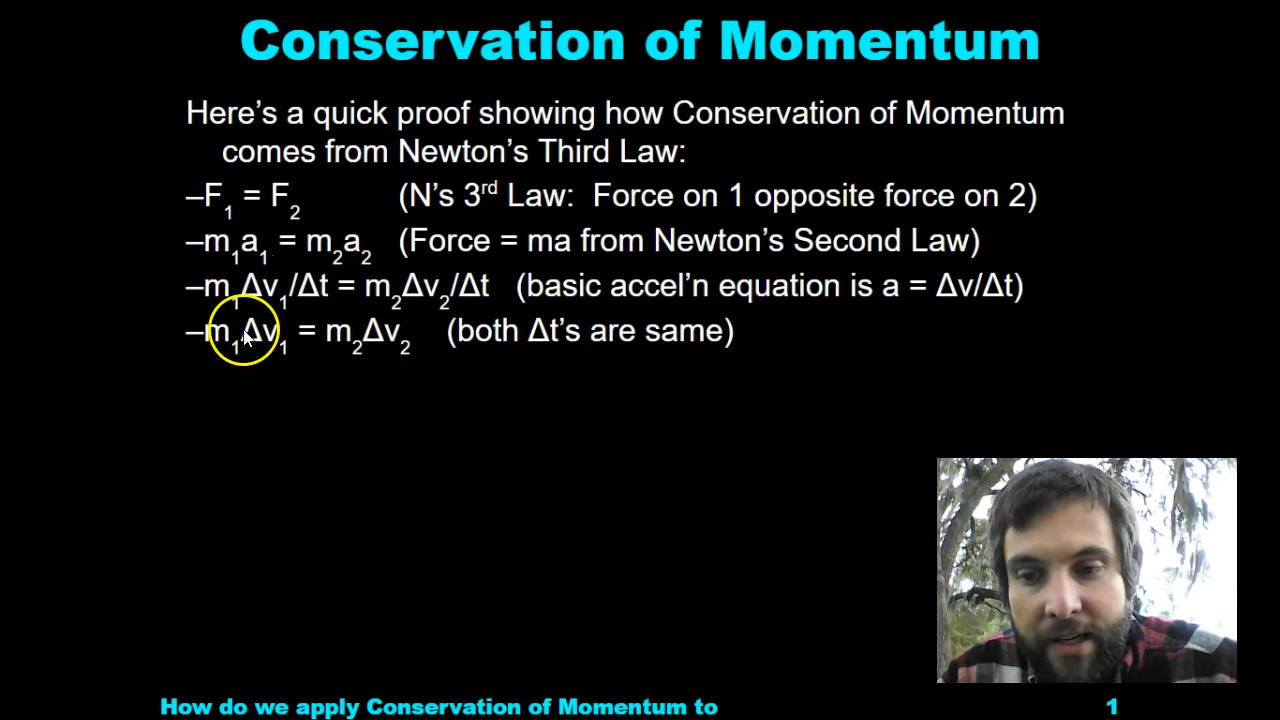 Conservation of Momentum
Here’s a quick proof showing how Conservation of Momentum
comes from Newton’s Third Law:
–F₁ = F₂ (N’s 3ʳᵈ Law: Force on 1 opposite force on 2)
–m₁a₁ = m₂a₂ (Force = ma from Newton’s Second Law)
–m₁Δv₁/Δt = m₂Δv₂/Δt (basic accel’n equation is a = Δv/Δt)
–m₁Δv₁ = m₂Δv₂ (both Δt’s are same)
How do we apply Conservation of Momentum to 1